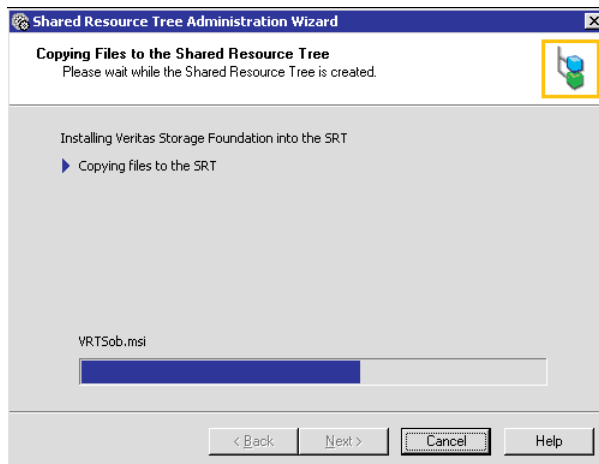 Shared Resource Tree Administration Wizard
Copying Files to the Shared Resource Tree
Please wait while the Shared Resource Tree is created.
Installing Veritas Storage Foundation into the SRT
Copying files to the SRT
VRTSob.msi
< Back Next > Cancel Help